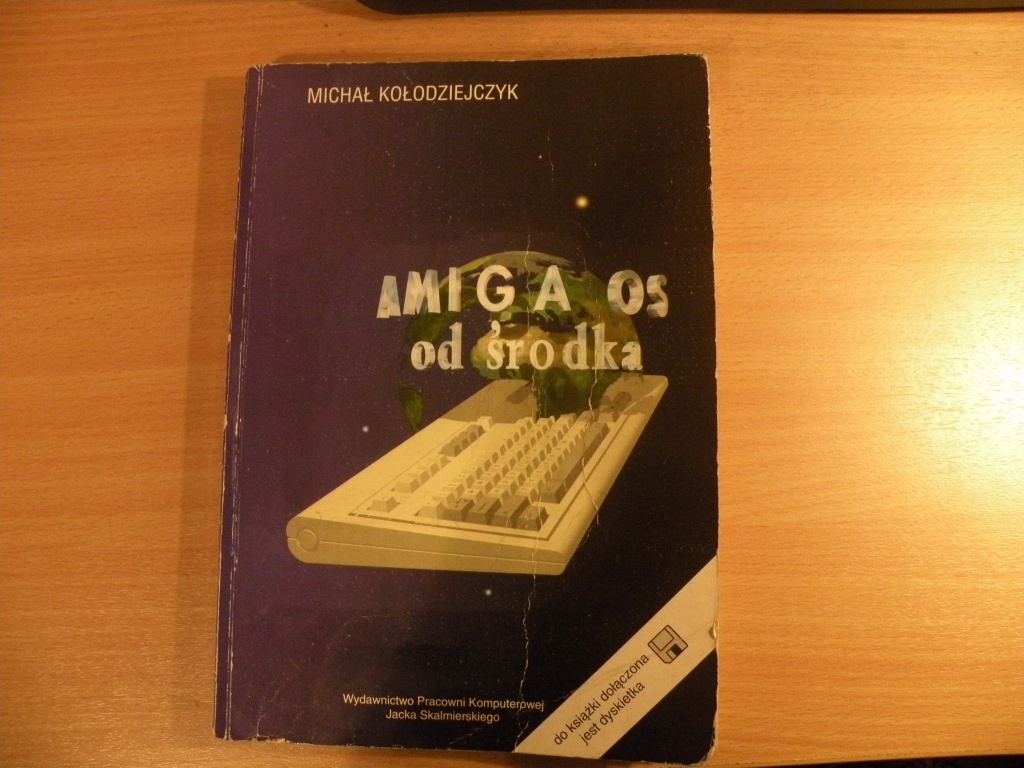 MICHAŁ KOŁODZIEJCZYK
AMIGA OS
od środka
do książki dołączona
jest dyskietka
Wydawnictwo Pracowni Komputerowej
Jacka Skalmierskiego